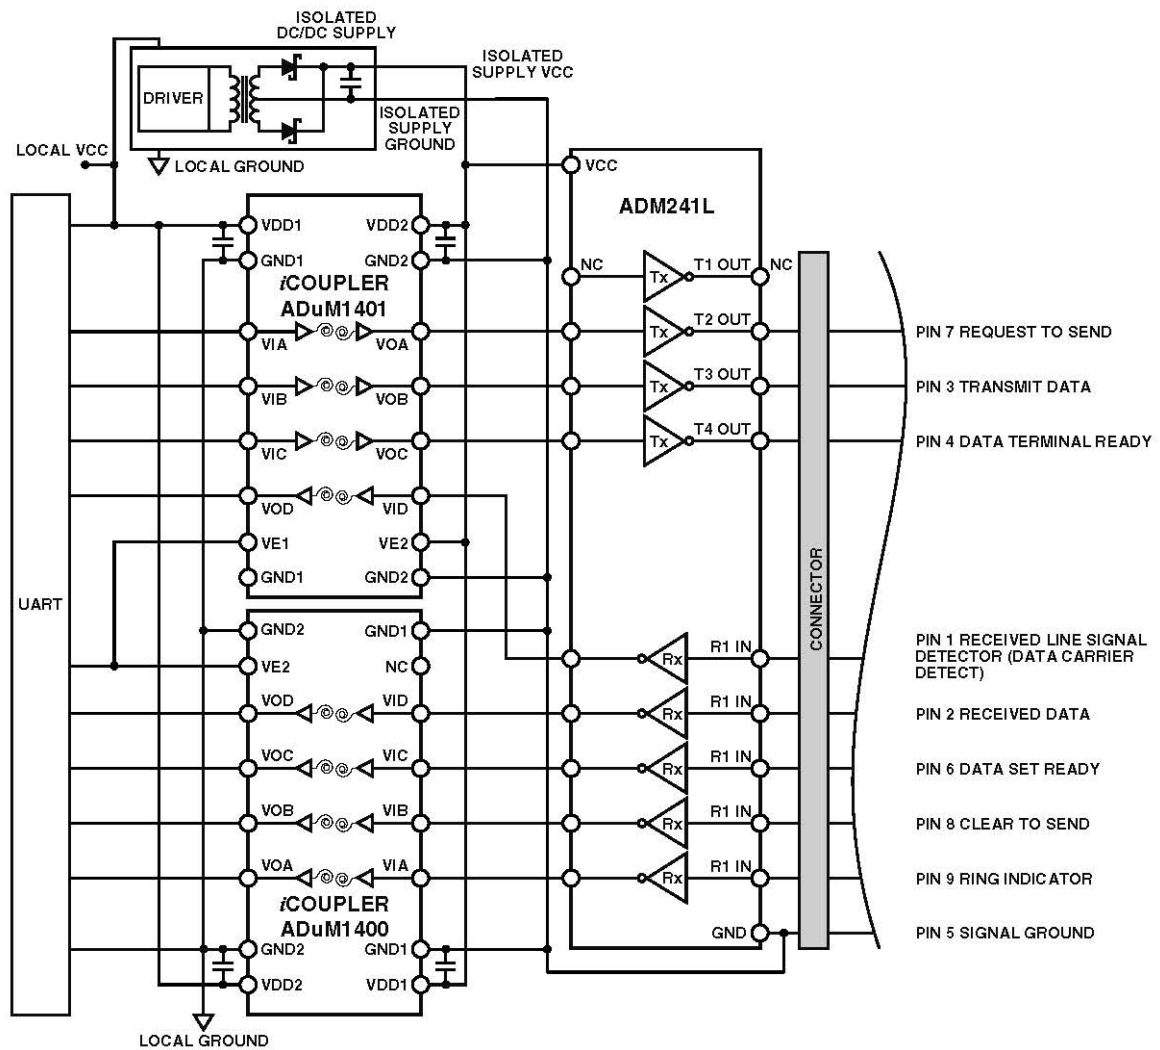 ISOLATED
DC/DC SUPPLY
ISOLATED
SUPPLY VCC
DRIVER
ISOLATED
SUPPLY
GROUND
LOCAL VCC
LOCAL GROUND
VCC
ADM241L
VDD1
VDD2
GND1
GND2
iCOUPLER
ADuM1401
NC
Tx
T1 OUT
NC
VIA
VOA
Tx
T2 OUT
PIN 7 REQUEST TO SEND
VIB
VOB
Tx
T3 OUT
PIN 3 TRANSMIT DATA
VIC
VOC
Tx
T4 OUT
PIN 4 DATA TERMINAL READY
VOD
VID
VE1
VE2
GND1
GND2
UART
CONNECTOR
GND2
GND1
VE2
NC
Rx
R1 IN
PIN 1 RECEIVED LINE SIGNAL
DETECTOR (DATA CARRIER
DETECT)
VOD
VID
Rx
R1 IN
PIN 2 RECEIVED DATA
VOC
VIC
Rx
R1 IN
PIN 6 DATA SET READY
VOB
VIB
Rx
R1 IN
PIN 8 CLEAR TO SEND
VOA
VIA
Rx
R1 IN
PIN 9 RING INDICATOR
iCOUPLER
ADuM1400
GND
PIN 5 SIGNAL GROUND
GND2
GND1
VDD2
VDD1
LOCAL GROUND